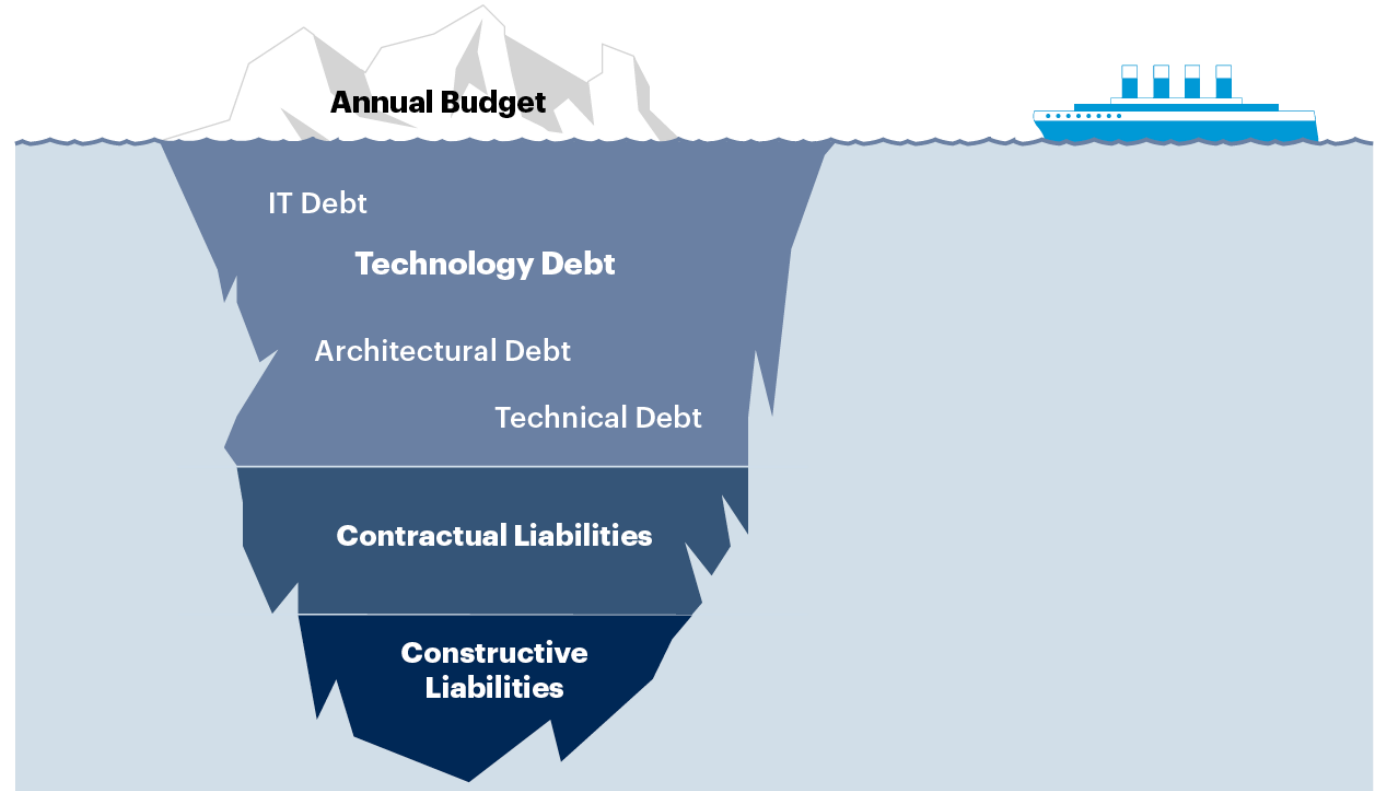 Annual Budget
IT Debt
Technology Debt
Architectural Debt
Technical Debt
Contractual Liabilities
Constructive
Liabilities